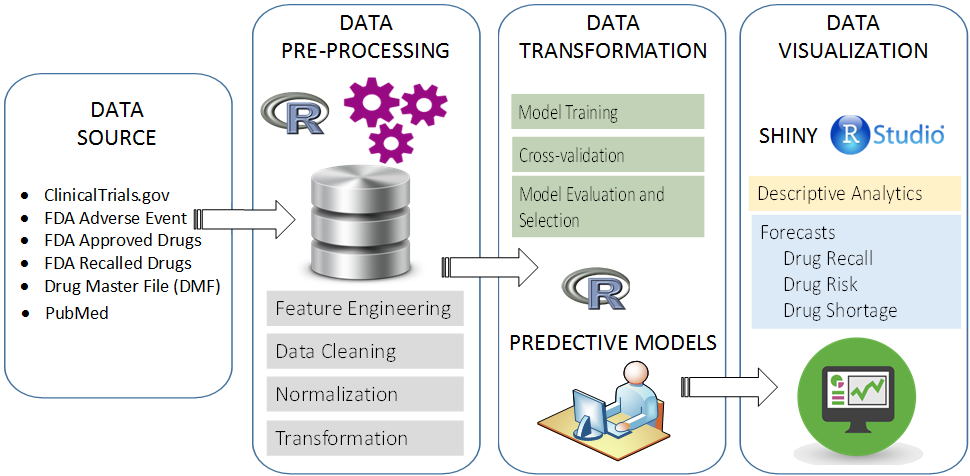 DATA
SOURCE
• ClinicalTrials.gov
• FDA Adverse Event
• FDA Approved Drugs
• FDA Recalled Drugs
• Drug Master File (DMF)
• PubMed
DATA
PRE-PROCESSING
R
Feature Engineering
Data Cleaning
Normalization
Transformation
DATA
TRANSFORMATION
Model Training
Cross-validation
Model Evaluation and
Selection
R
PREDECTIVE MODELS
DATA
VISUALIZATION
SHINY R Studio
Descriptive Analytics
Forecasts
Drug Recall
Drug Risk
Drug Shortage